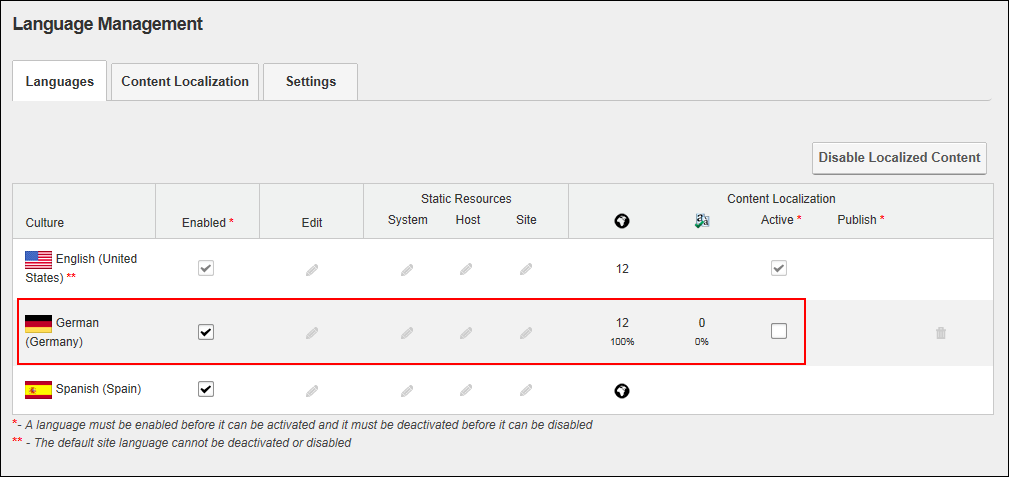 Language Management
Languages
Content Localization
Settings
Disable Localized Content
Static Resources
Content Localization
Culture
Enabled *
Edit
System
Host
Site
Active *
Publish *
English (United
States) **
12
German
(Germany)
12
100%
0
0%
Spanish (Spain)
*- A language must be enabled before it can be activated and it must be deactivated before it can be disabled
** - The default site language cannot be deactivated or disabled